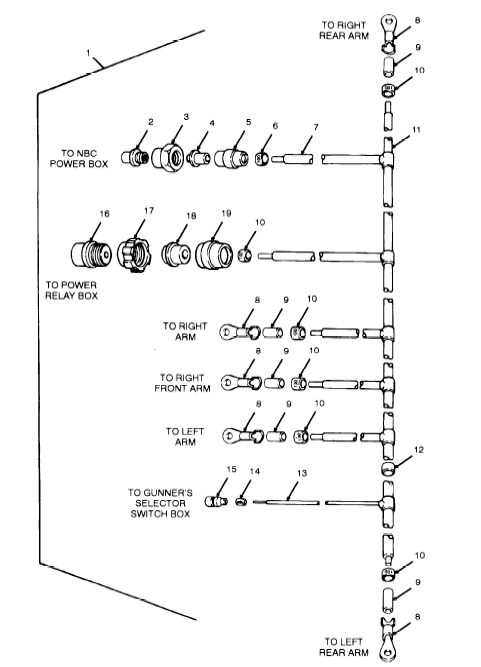 TO RIGHT
REAR ARM
8
9
10
1
11
2
3
4
5
6
7
TO NBC
POWER BOX
16
17
18
19
10
TO POWER
RELAY BOX
8
9
10
TO RIGHT
ARM
8
9
10
TO RIGHT
FRONT ARM
8
9
10
TO LEFT
ARM
12
15
14
13
TO GUNNER'S
SELECTOR
SWITCH BOX
10
9
8
TO LEFT
REAR ARM